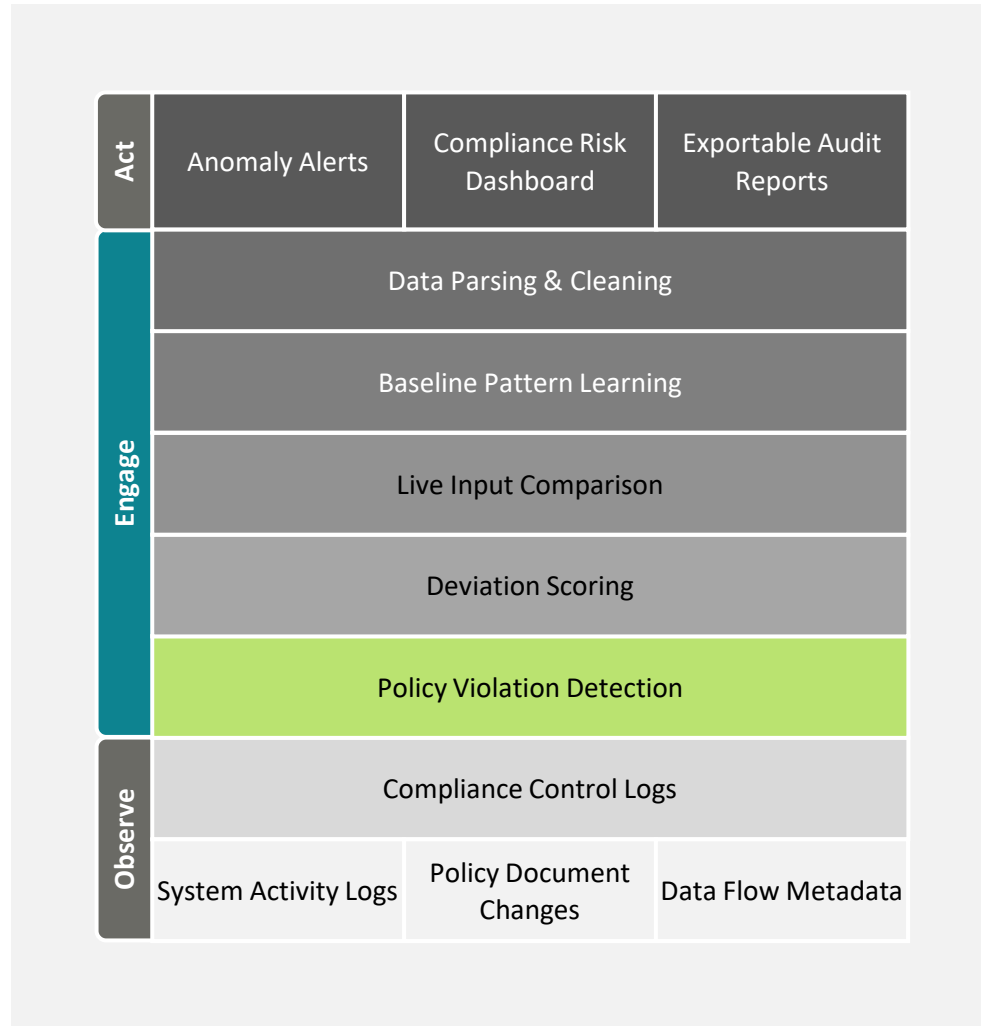 Act
Anomaly Alerts
Compliance Risk
Dashboard
Exportable Audit
Reports
Engage
Data Parsing & Cleaning
Baseline Pattern Learning
Live Input Comparison
Deviation Scoring
Policy Violation Detection
Observe
Compliance Control Logs
System Activity Logs
Policy Document
Changes
Data Flow Metadata